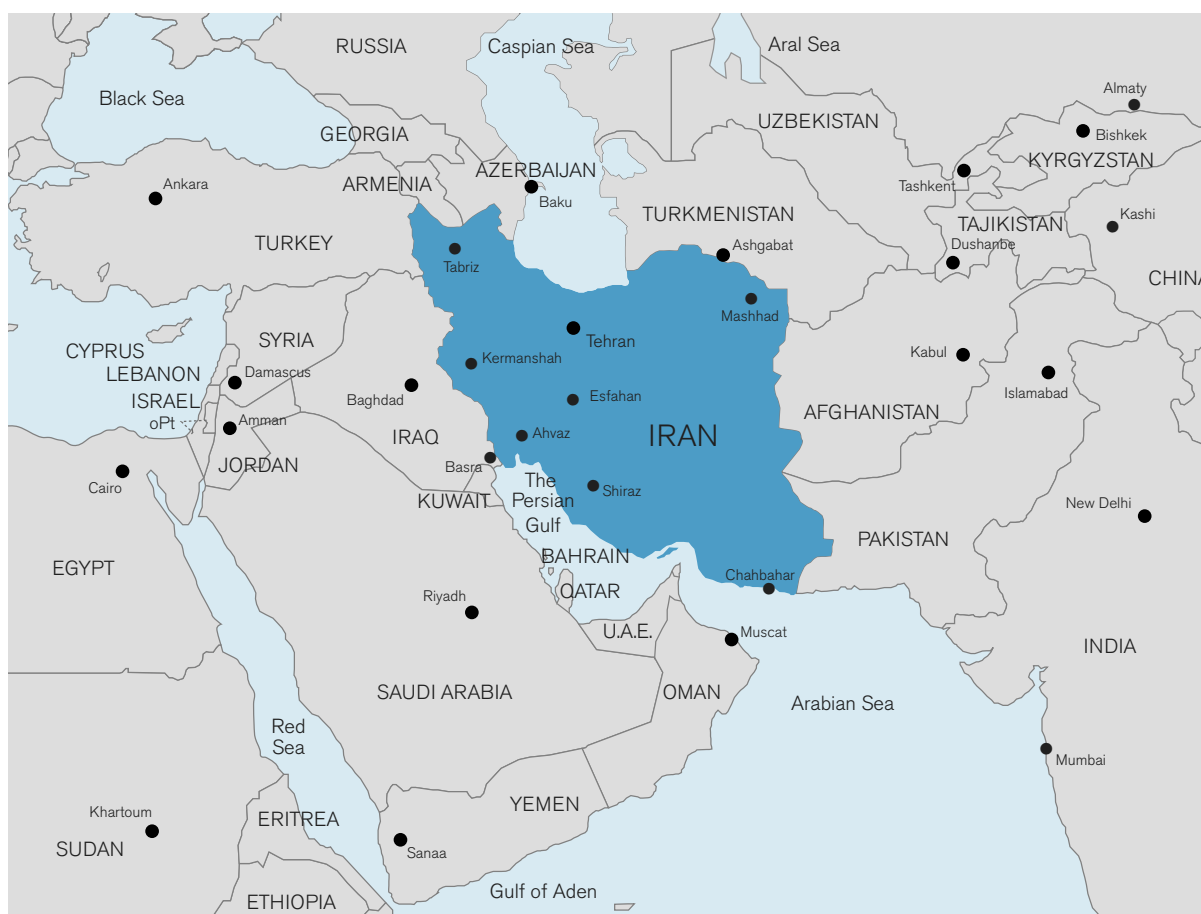 RUSSIA
Caspian Sea
Aral Sea
Black Sea
Almaty
UZBEKISTAN
Bishkek
GEORGIA
KYRGYZSTAN
AZERBAIJAN
ARMENIA
Ankara
Baku
Tashkent
TURKMENISTAN
TAJIKISTAN
Kashi
TURKEY
Ashgabat
Dushanbe
Tabriz
CHINA
Mashhad
SYRIA
Tehran
CYPRUS
Kermanshah
Kabul
LEBANON
Damascus
Islamabad
Baghdad
ISRAEL
Esfahan
AFGHANISTAN
oPt
Amman
IRAQ
Ahvaz
IRAN
JORDAN
Basra
Cairo
The
Persian
Gulf
Shiraz
KUWAIT
New Delhi
PAKISTAN
BAHRAIN
EGYPT
Chahbahar
QATAR
Riyadh
U.A.E.
Muscat
INDIA
SAUDI ARABIA
OMAN
Arabian Sea
Red
Sea
Mumbai
YEMEN
Khartoum
ERITREA
SUDAN
Sanaa
ETHIOPIA
Gulf of Aden